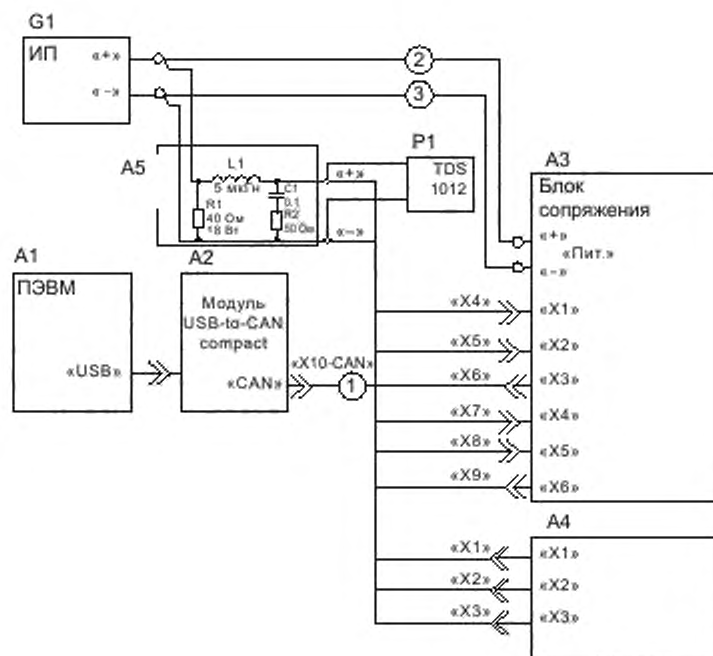 G1
ИП
«+»
«-»
2
3
A5
L1
5 мкГн
R1
40 Ом
18 Вт
C1
0.1
R2
50 Ом
«+»
«-»
P1
TDS
1012
A3
Блок
сопряжения
«+»
«Пит.»
«-»
A1
ПЭВМ
«USB»
A2
Модуль
USB-to-CAN
compact
«CAN»
«X10-CAN»
1
«X4»
«X1»
«X5»
«X2»
«X6»
«X3»
«X7»
«X4»
«X8»
«X5»
«X9»
«X6»
A4
«X1»
«X1»
«X2»
«X2»
«X3»
«X3»